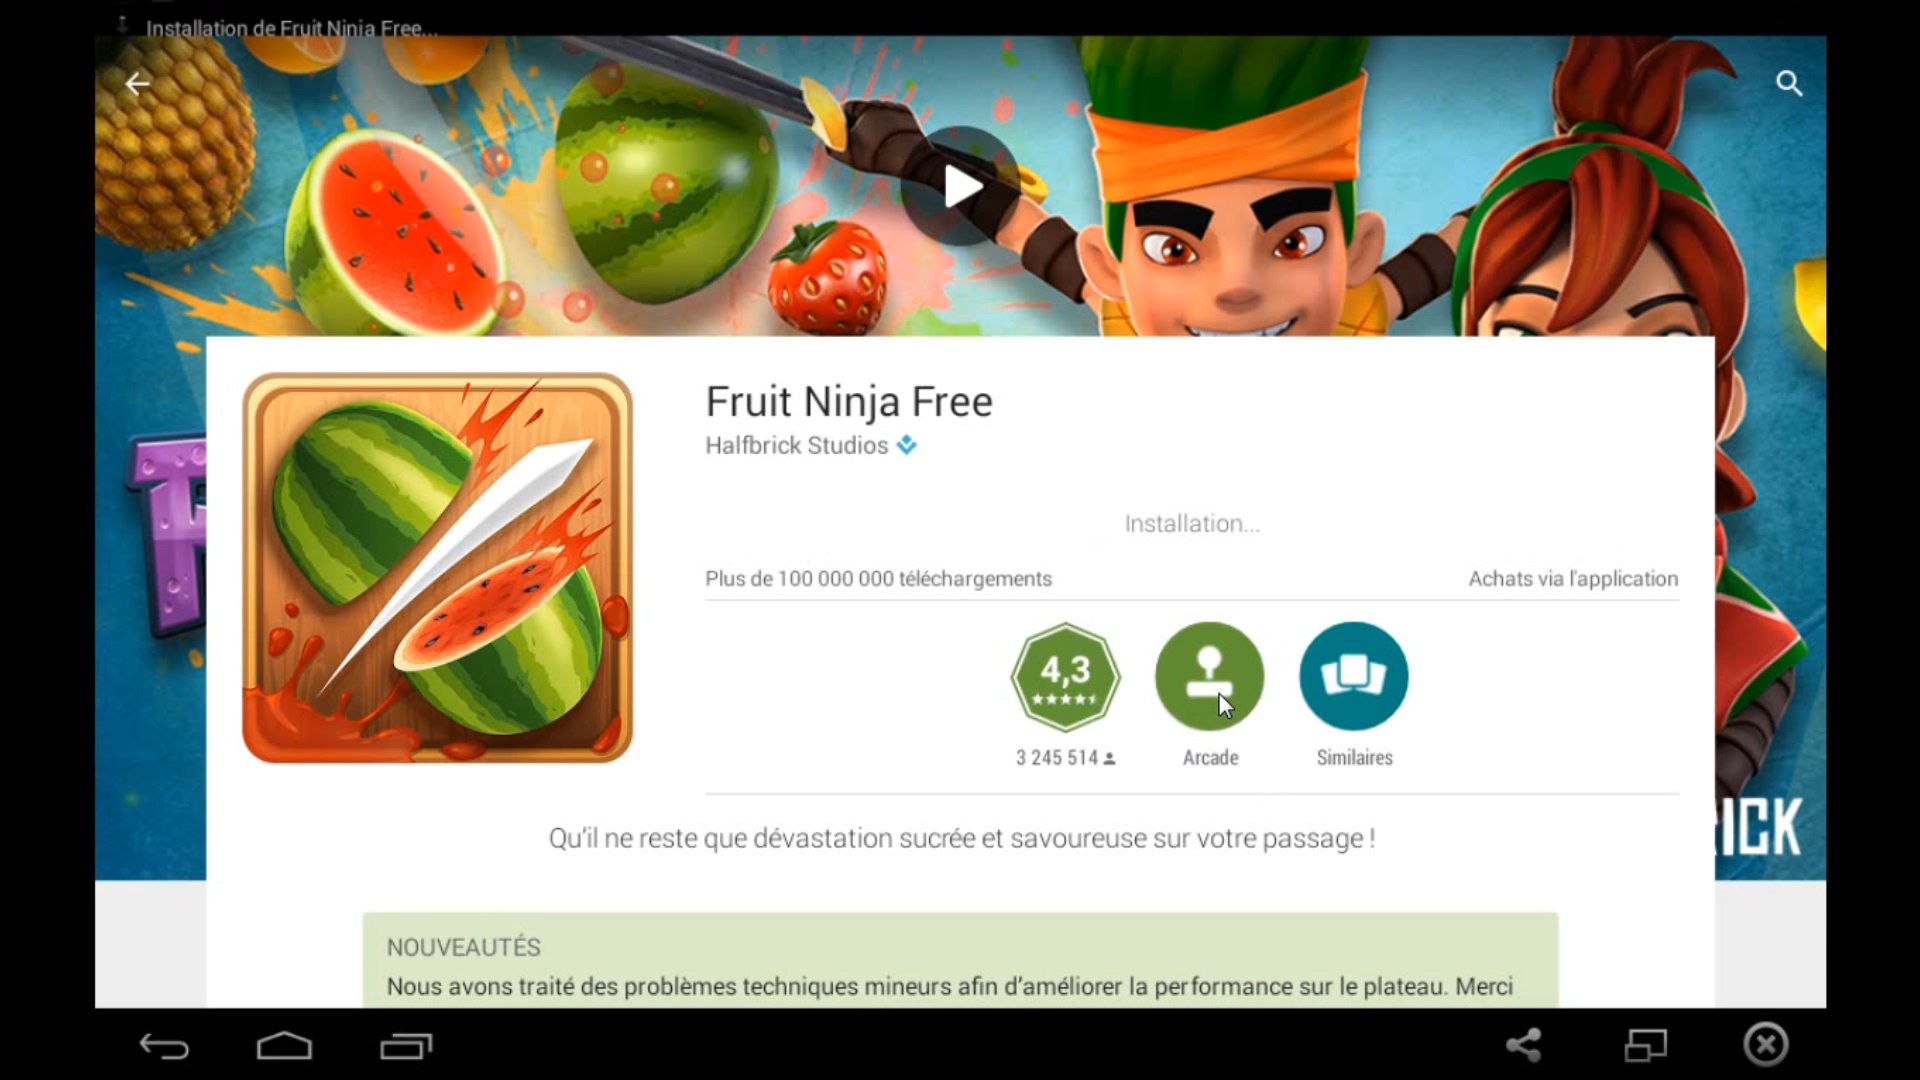 Installation de Fruit Ninja Free...
Fruit Ninja Free
Halfbrick Studios
Installation...
Plus de 100 000 000 téléchargements
Achats via l'application
4,3
3 245 514
Arcade
Similaires
Qu'il ne reste que dévastation sucrée et savoureuse sur votre passage !
ICK
NOUVEAUTÉS
Nous avons traité des problèmes techniques mineurs afin d'améliorer la performance sur le plateau. Merci